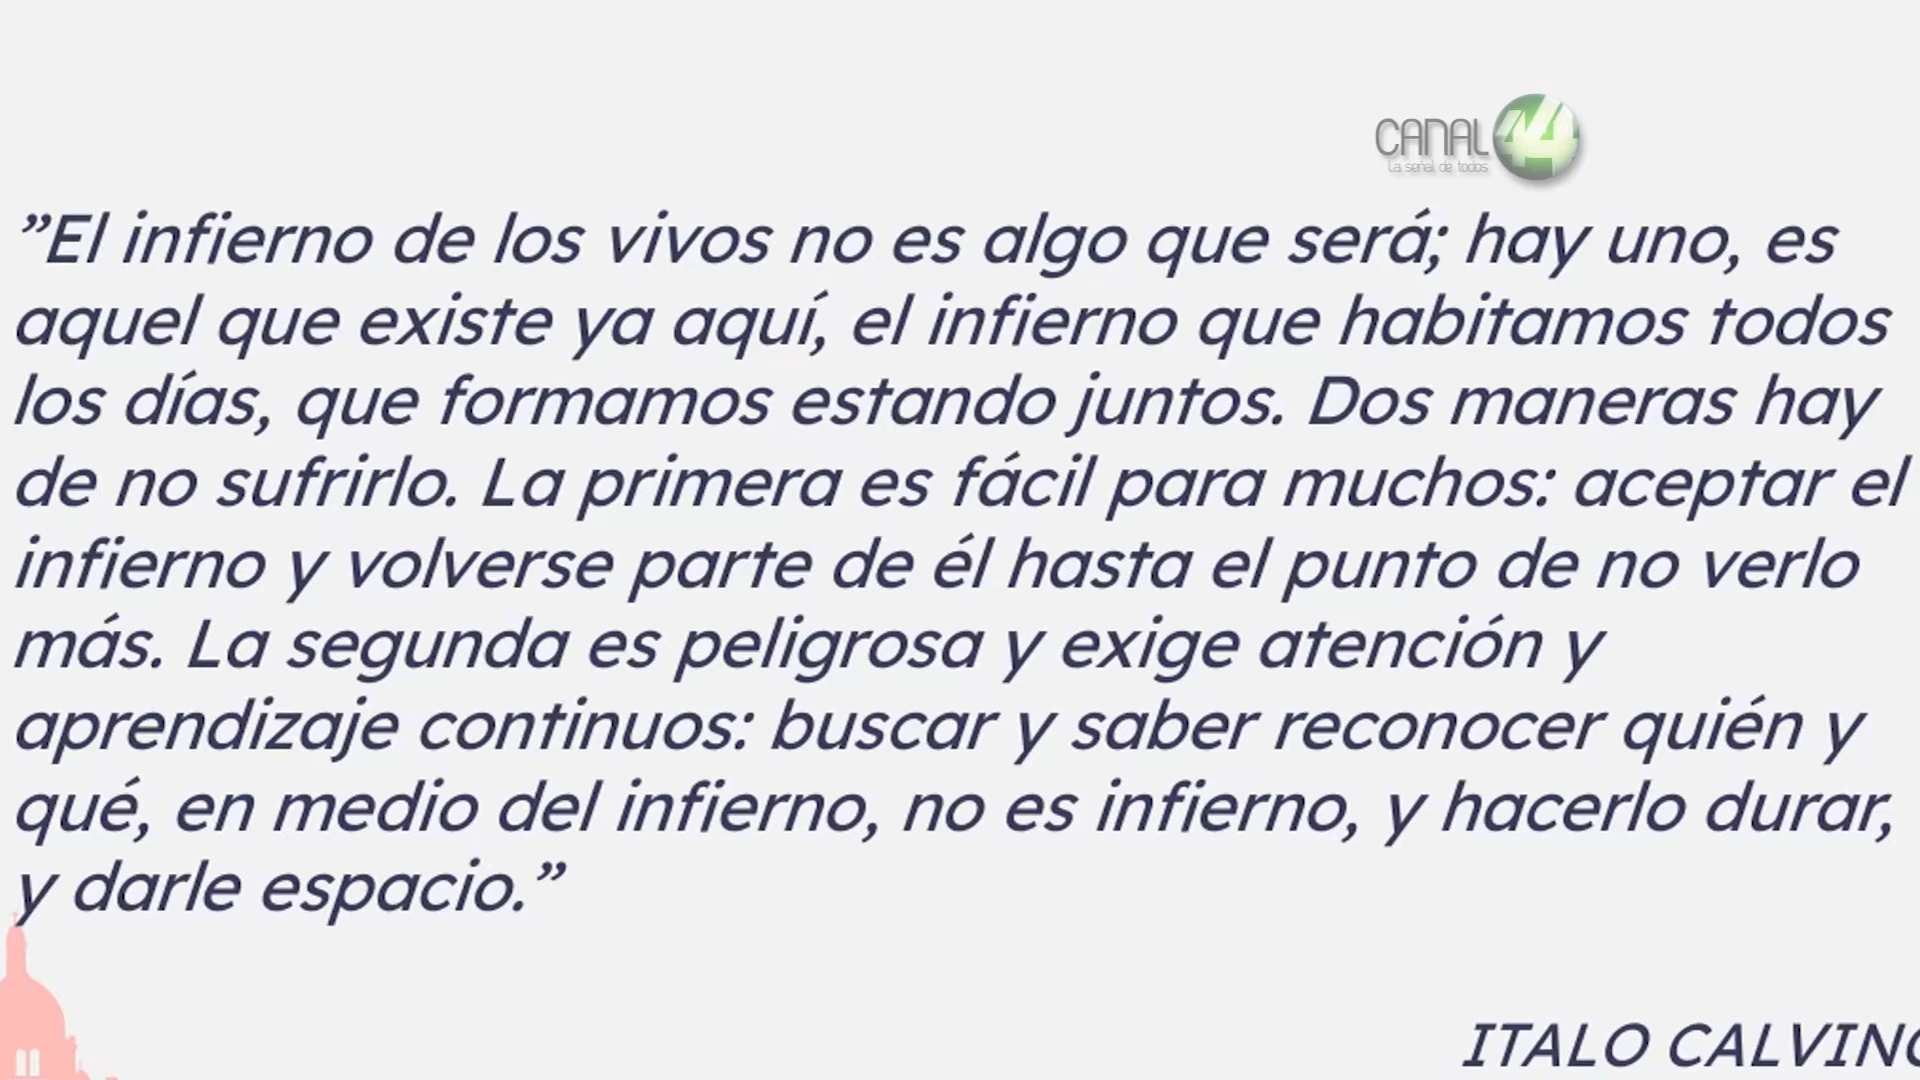 CANAL 44
La señal de todos
”El infierno de los vivos no es algo que será; hay uno, es
aquel que existe ya aquí, el infierno que habitamos todos
los días, que formamos estando juntos. Dos maneras hay
de no sufrirlo. La primera es fácil para muchos: aceptar el
infierno y volverse parte de él hasta el punto de no verlo
más. La segunda es peligrosa y exige atención y
aprendizaje continuos: buscar y saber reconocer quién y
qué, en medio del infierno, no es infierno, y hacerlo durar,
y darle espacio.”
ITALO CALVINO